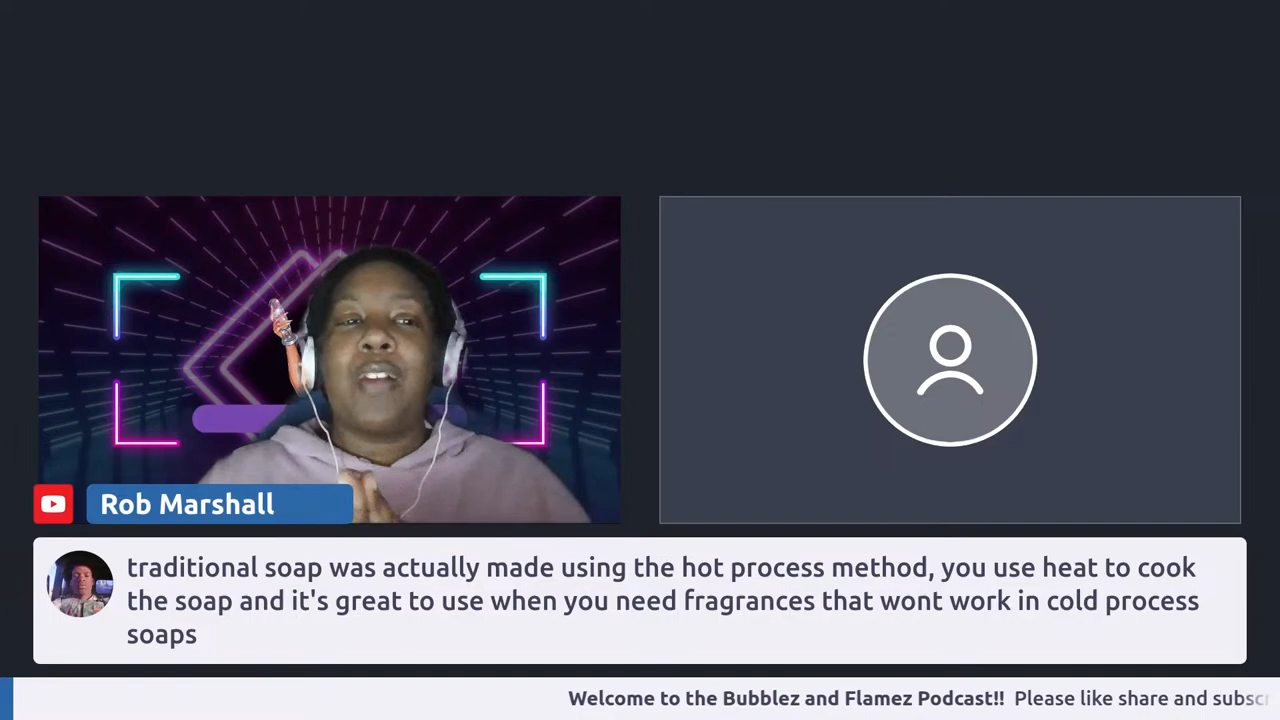 Rob Marshall
traditional soap was actually made using the hot process method, you use heat to cook
the soap and it's great to use when you need fragrances that wont work in cold process
soaps
Welcome to the Bubblez and Flamez Podcast!! Please like share and subscr